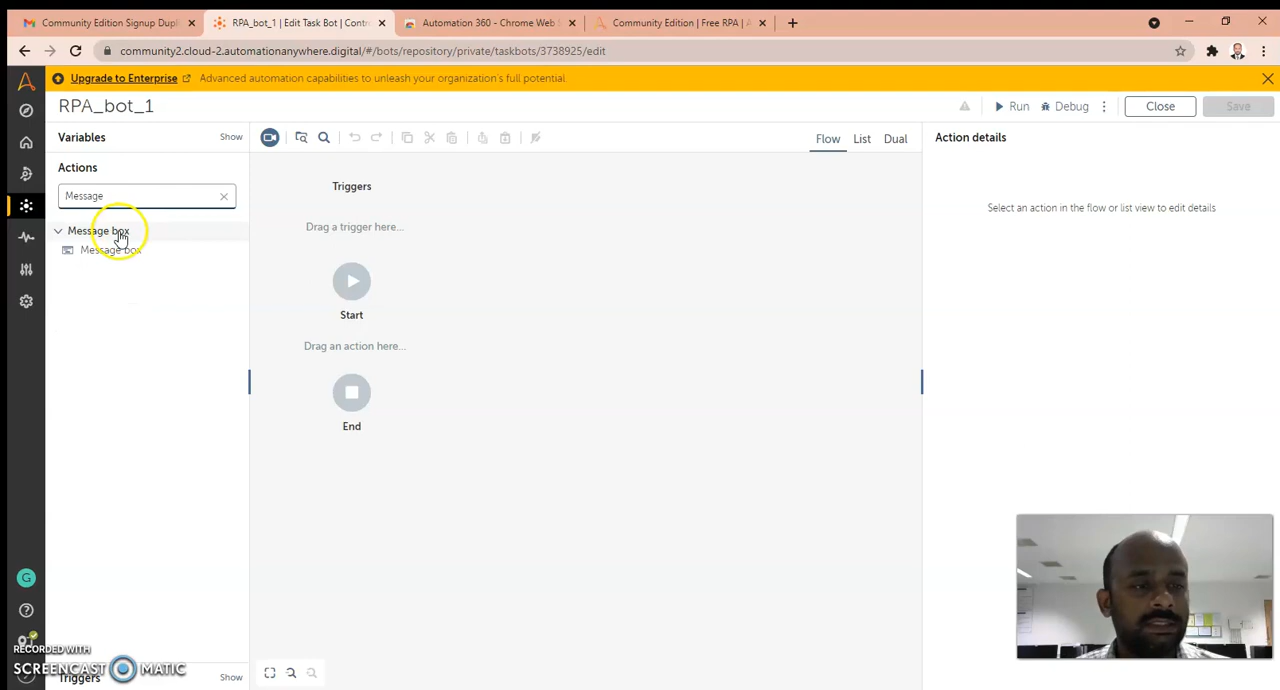 Community Edition Signup Dupl
RPA_bot_1 | Edit Task Bot | Contro
Automation 360 - Chrome Web S
Community Edition | Free RPA | A
community2.cloud-2.automationanywhere.digital/#/bots/repository/private/taskbots/3738925/edit
Upgrade to Enterprise
Advanced automation capabilities to unleash your organization's full potential.
RPA_bot_1
Run
Debug
Close
Save
Variables
Show
Flow
List
Dual
Action details
Actions
Message
Message box
Message box
Triggers
Drag a trigger here...
Start
Drag an action here...
End
Select an action in the flow or list view to edit details
G
RECORDED WITH
SCREENCAST MATIC
Triggers
Show